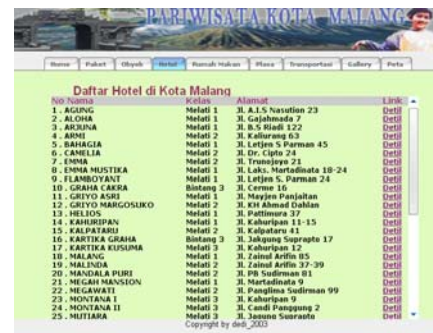 PARIWISATA KOTA MALANG
Home Paket Obyek Hotel Rumah Makan Plasa Transportasi Gallery Peta
Daftar Hotel di Kota Malang
No Nama Kelas Alamat Link
1 . AGUNG Melati 1 Jl. A.I.S Nasution 23 Detil
2 . ALOHA Melati 1 Jl. Gajahmada 7 Detil
3 . ARJUNA Melati 1 Jl. B.S Riadi 122 Detil
4 . ARMI Melati 2 Jl. Kaliurang 63 Detil
5 . BAHAGIA Melati 1 Jl. Letjen S Parman 45 Detil
6 . CAMELIA Melati 2 Jl. Dr. Cipto 24 Detil
7 . EMMA Melati 2 Jl. Trunojoyo 21 Detil
8 . EMMA MUSTIKA Melati 1 Jl. Laks. Martadinata 18-24 Detil
9 . FLAMBOYANT Melati 1 Jl. Letjen S. Parman 24 Detil
10 . GRAHA CAKRA Bintang 3 Jl. Cerme 16 Detil
11 . GRIYO ASRI Melati 1 Jl. Mayjen Panjaitan Detil
12 . GRIYO MARGOSUKO Melati 2 Jl. KH Ahmad Dahlan Detil
13 . HELIOS Melati 1 Jl. Pattimura 37 Detil
14 . KAHURIPAN Melati 1 Jl. Kahuripan 11-15 Detil
15 . KALPATARU Melati 2 Jl. Kalpataru 41 Detil
16 . KARTIKA GRAHA Bintang 3 Jl. Jakgung Suprapto 17 Detil
17 . KARTIKA KUSUMA Melati 3 Jl. Kahuripan 12 Detil
18 . MALANG Melati 1 Jl. Zainul Arifin 85 Detil
19 . MALINDA Melati 2 Jl. Zainul Arifin 37-39 Detil
20 . MANDALA PURI Melati 2 Jl. PB Sudirman 81 Detil
21 . MEGAH MANSION Melati 1 Jl. Martadinata 9 Detil
22 . MEGAWATI Melati 2 Jl. Panglima Sudirman 99 Detil
23 . MONTANA I Melati 3 Jl. Kahuripan 9 Detil
24 . MONTANA II Melati 3 Jl. Candi Panggung 2 Detil
25 . MUTIARA Melati 3 Jl. Jagung Suprapto Detil
Copyright by dedi_2003